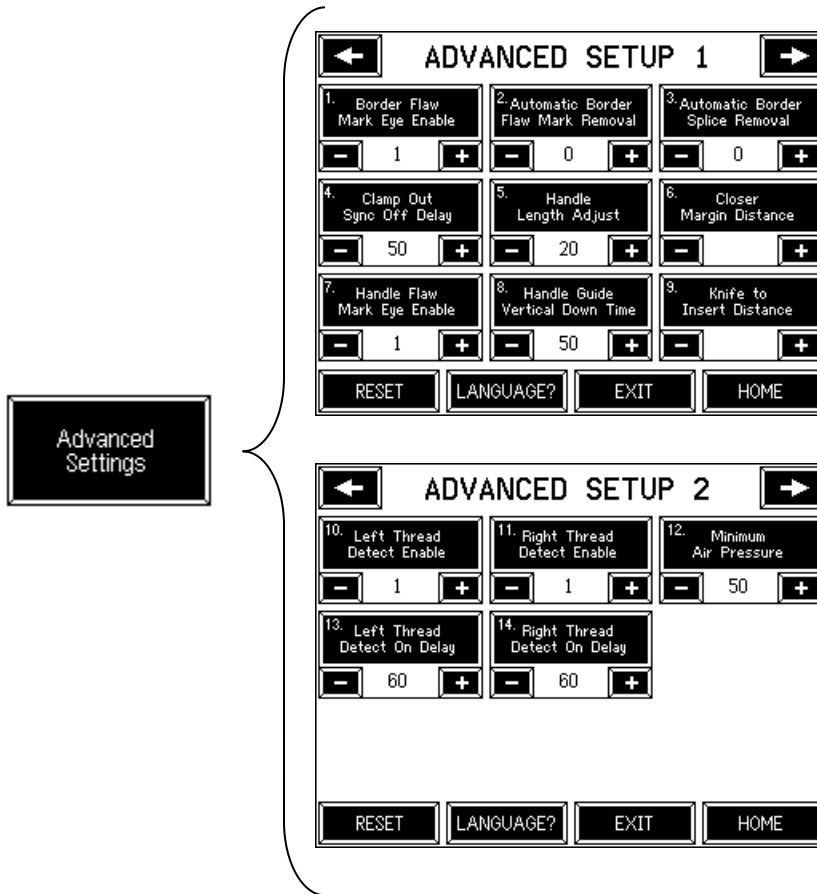 ADVANCED SETUP 1
1. Border Flaw
Mark Eye Enable
- 1 +
2. Automatic Border
Flaw Mark Removal
- 0 +
3. Automatic Border
Splice Removal
- 0 +
4. Clamp Out
Sync Off Delay
- 50 +
5. Handle
Length Adjust
- 20 +
6. Closer
Margin Distance
- +
7. Handle Flaw
Mark Eye Enable
- 1 +
8. Handle Guide
Vertical Down Time
- 50 +
9. Knife to
Insert Distance
- +
RESET
LANGUAGE?
EXIT
HOME
Advanced
Settings
ADVANCED SETUP 2
10. Left Thread
Detect Enable
- 1 +
11. Right Thread
Detect Enable
- 1 +
12. Minimum
Air Pressure
- 50 +
13. Left Thread
Detect On Delay
- 60 +
14. Right Thread
Detect On Delay
- 60 +
RESET
LANGUAGE?
EXIT
HOME